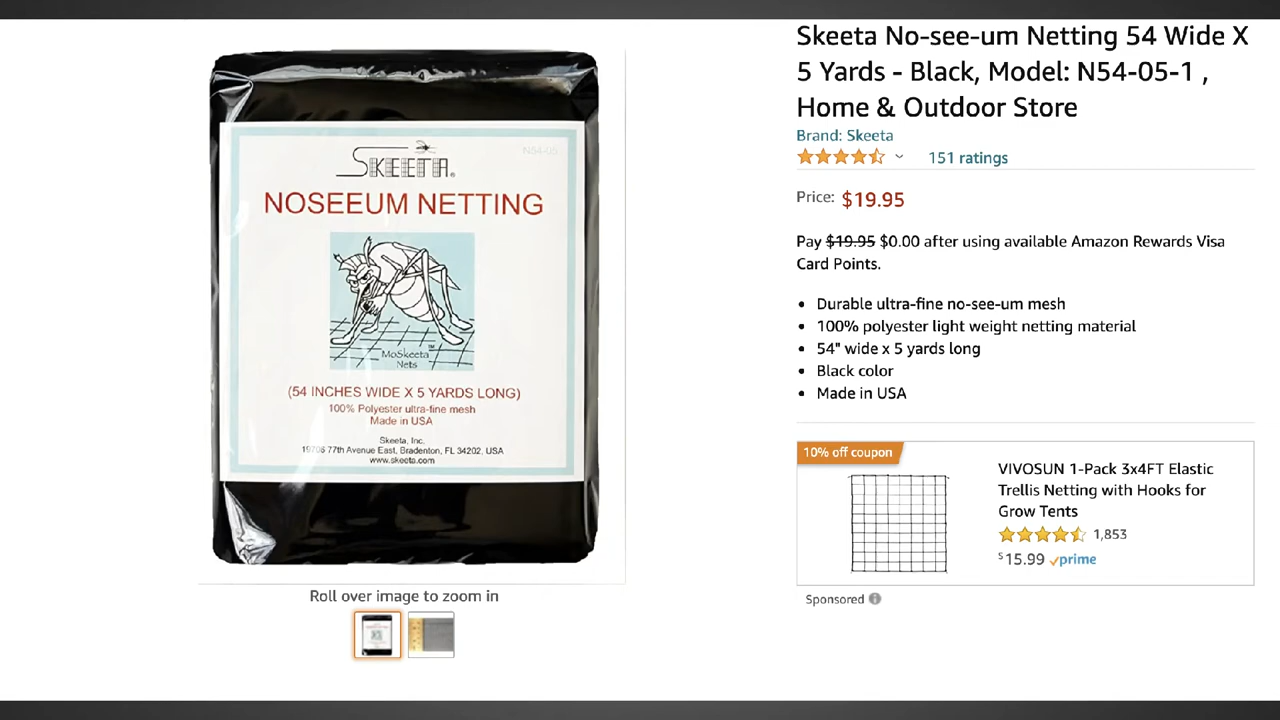 SKEETA®
N54-05
NOSEEUM NETTING
MoSkeeta™
Nets
(54 INCHES WIDE X 5 YARDS LONG)
100% Polyester ultra-fine mesh
Made in USA
Skeeta, Inc.
19706 77th Avenue East, Bradenton, FL 34202, USA
www.skeeta.com
Roll over image to zoom in
Skeeta No-see-um Netting 54 Wide X
5 Yards - Black, Model: N54-05-1 ,
Home & Outdoor Store
Brand: Skeeta
151 ratings
Price: $19.95
Pay $19.95 $0.00 after using available Amazon Rewards Visa
Card Points.
• Durable ultra-fine no-see-um mesh
• 100% polyester light weight netting material
• 54" wide x 5 yards long
• Black color
• Made in USA
10% off coupon
VIVOSUN 1-Pack 3x4FT Elastic
Trellis Netting with Hooks for
Grow Tents
1,853
$15.99 prime
Sponsored